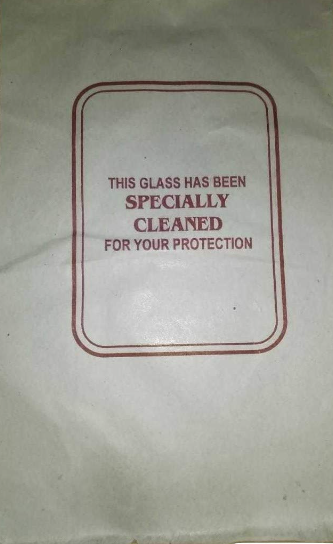 THIS GLASS HAS BEEN
SPECIALLY
CLEANED
FOR YOUR PROTECTION